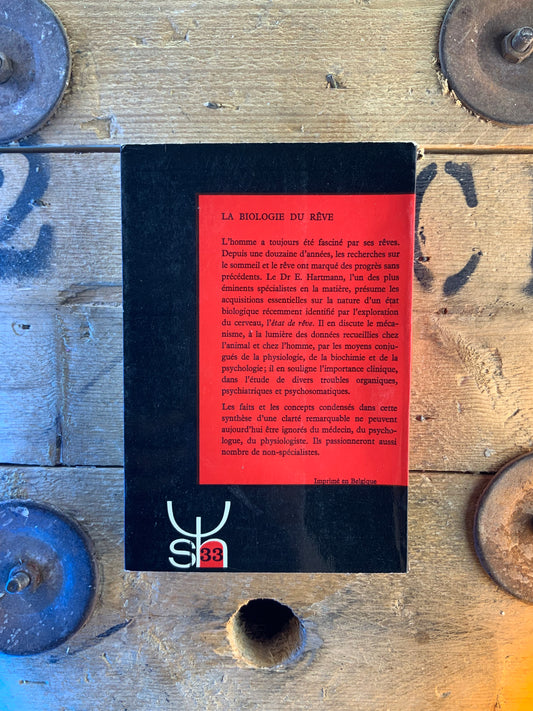 LA BIOLOGIE DU RÊVE
L'homme a toujours été fasciné par ses rêves.
Depuis une douzaine d'années, les recherches sur
le sommeil et le rêve ont marqué des progrès sans
précédents. Le Dr E. Hartmann, l'un des plus
éminents spécialistes en la matière, présume les
acquisitions essentielles sur la nature d'un état
biologique récemment identifié par l'exploration
du cerveau, l'état de rêve. Il en discute le méca-
nisme, à la lumière des données recueillies chez
l'animal et chez l'homme, par les moyens conju-
gués de la physiologie, de la biochimie et de la
psychologie; il en souligne l'importance clinique,
dans l'étude de divers troubles organiques,
psychiatriques et psychosomatiques.
Les faits et les concepts condensés dans cette
synthèse d'une clarté remarquable ne peuvent
aujourd'hui être ignorés du médecin, du psycho-
logue, du physiologiste. Ils passionneront aussi
nombre de non-spécialistes.
Imprimé en Belgique
33
2